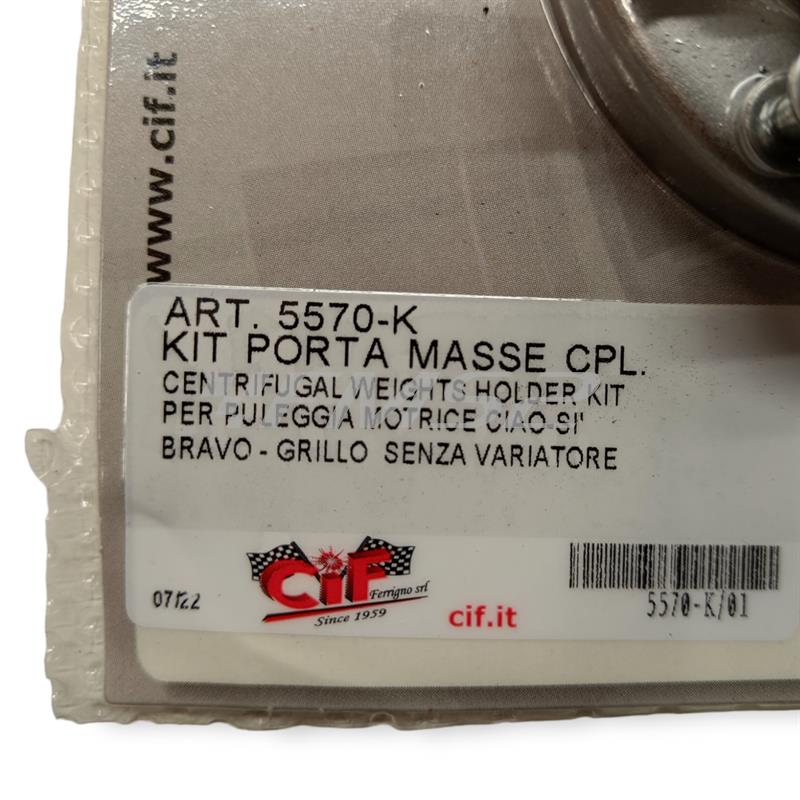 www.cif.it
ART. 5570-K
KIT PORTA MASSE CPL.
CENTRIFUGAL WEIGHTS HOLDER KIT
PER PULEGGIA MOTRICE CIAO-SI'
BRAVO - GRILLO SENZA VARIATORE
CiF
Ferrigno srl
Since 1959
07/22
cif.it
5570-K/01